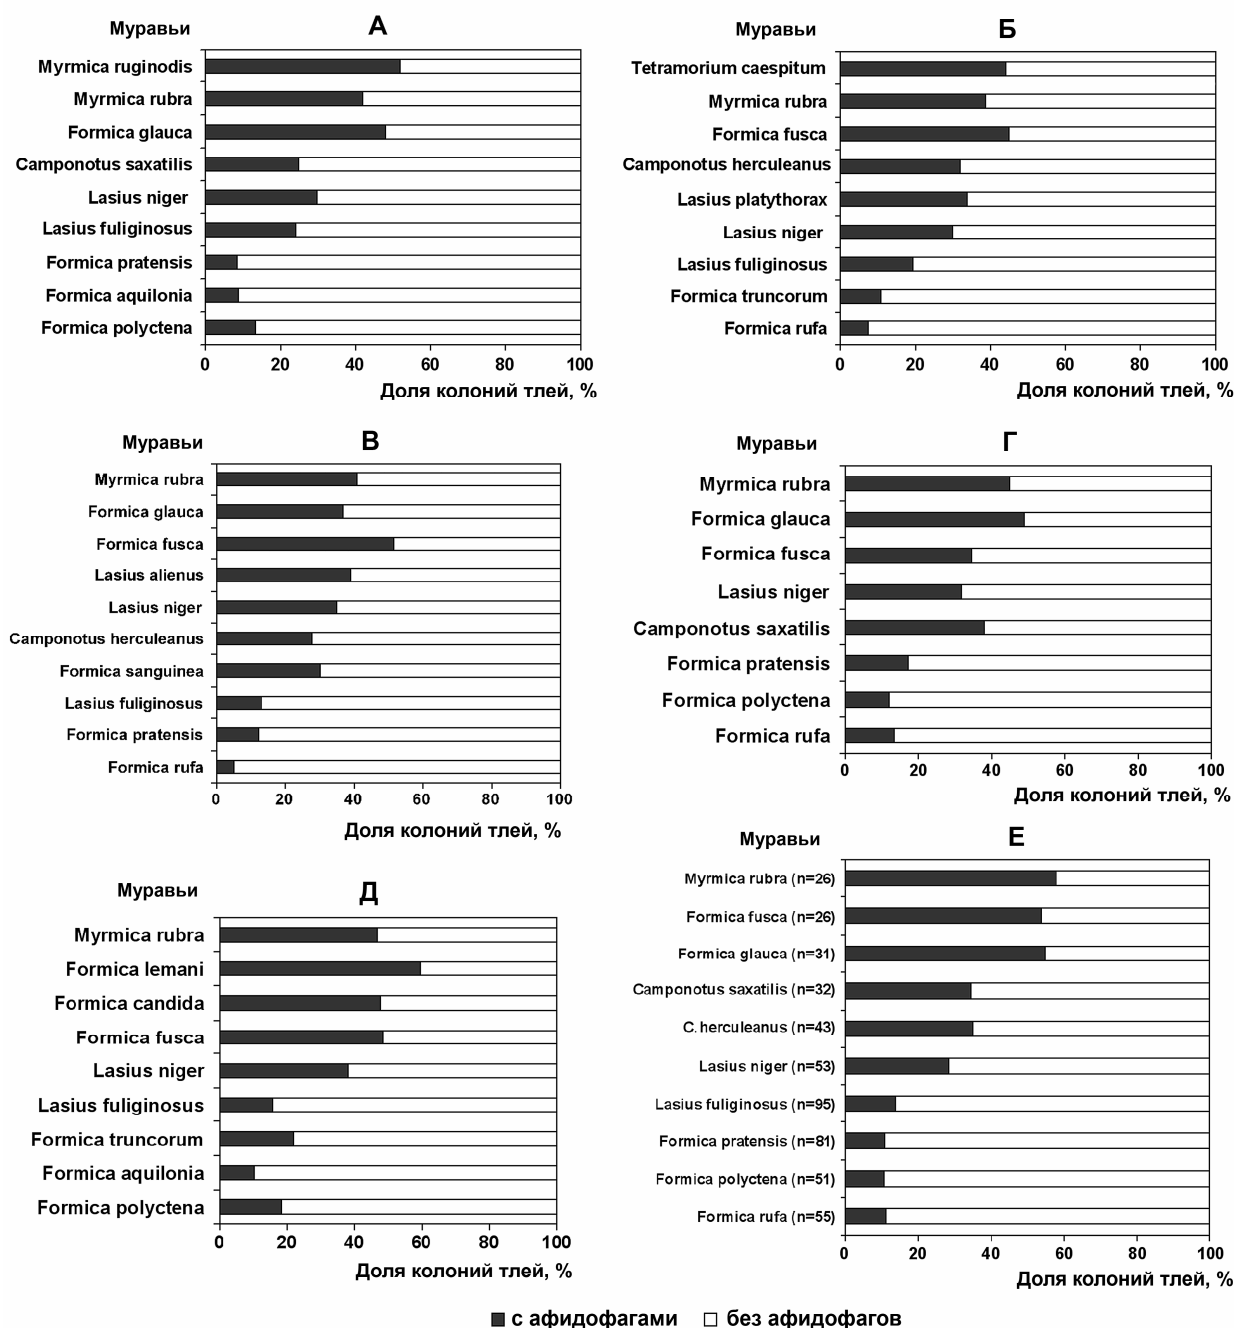 Муравьи
А
Myrmica ruginodis
Myrmica rubra
Formica glauca
Camponotus saxatilis
Lasius niger
Lasius fuliginosus
Formica pratensis
Formica aquilonia
Formica polyctena
0 20 40 60 80 100
Доля колоний тлей, %
Муравьи
Б
Tetramorium caespitum
Myrmica rubra
Formica fusca
Camponotus herculeanus
Lasius platythorax
Lasius niger
Lasius fuliginosus
Formica truncorum
Formica rufa
0 20 40 60 80 100
Доля колоний тлей, %
Муравьи
В
Myrmica rubra
Formica glauca
Formica fusca
Lasius alienus
Lasius niger
Camponotus herculeanus
Formica sanguinea
Lasius fuliginosus
Formica pratensis
Formica rufa
0 20 40 60 80 100
Доля колоний тлей, %
Муравьи
Г
Myrmica rubra
Formica glauca
Formica fusca
Lasius niger
Camponotus saxatilis
Formica pratensis
Formica polyctena
Formica rufa
0 20 40 60 80 100
Доля колоний тлей, %
Муравьи
Д
Myrmica rubra
Formica lemani
Formica candida
Formica fusca
Lasius niger
Lasius fuliginosus
Formica truncorum
Formica aquilonia
Formica polyctena
0 20 40 60 80 100
Доля колоний тлей, %
Муравьи
Е
Myrmica rubra (n=26)
Formica fusca (n=26)
Formica glauca (n=31)
Camponotus saxatilis (n=32)
C. herculeanus (n=43)
Lasius niger (n=53)
Lasius fuliginosus (n=95)
Formica pratensis (n=81)
Formica polyctena (n=51)
Formica rufa (n=55)
0 20 40 60 80 100
Доля колоний тлей, %
с афидофагами без афидофагов